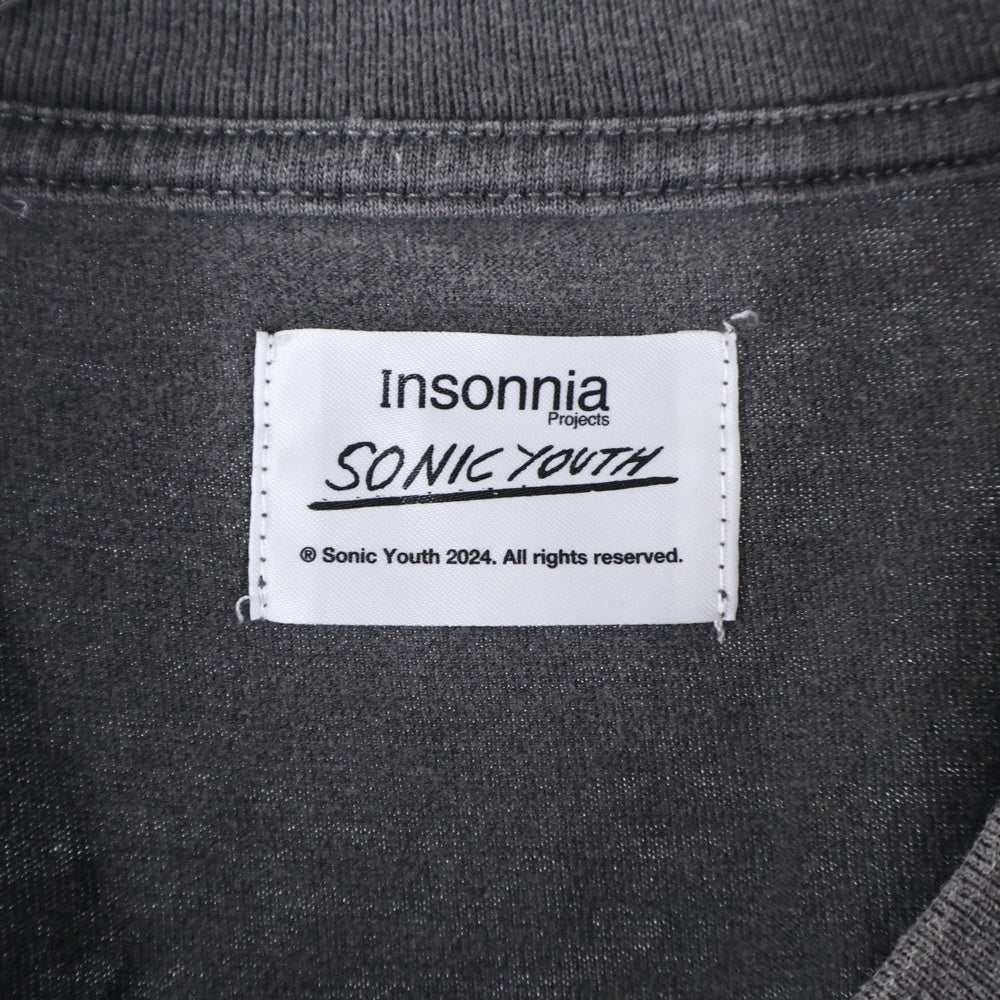 Insonnia
Projects
SONIC YOUTH
® Sonic Youth 2024. All rights reserved.